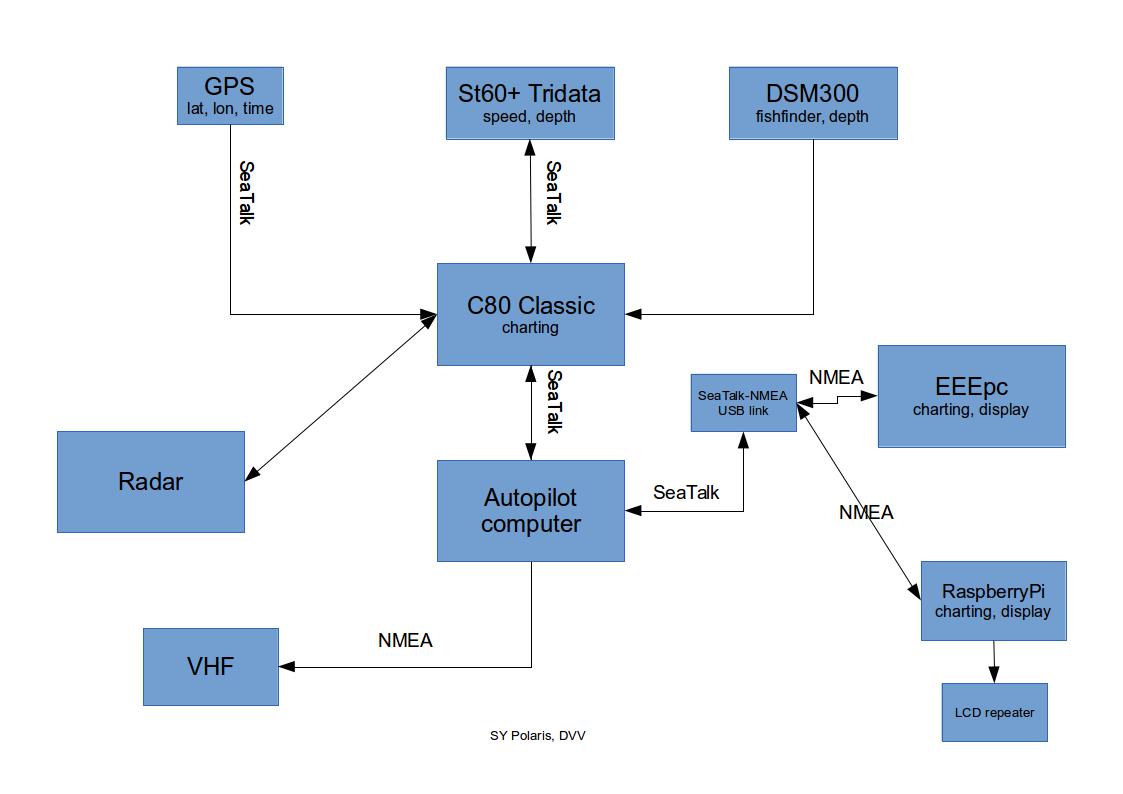 GPS
lat, lon, time
St60+ Tridata
speed, depth
DSM300
fishfinder, depth
SeaTalk
SeaTalk
C80 Classic
charting
SeaTalk
SeaTalk-NMEA
USB link
NMEA
EEEpc
charting, display
Radar
Autopilot
computer
SeaTalk
NMEA
RaspberryPi
charting, display
VHF
NMEA
LCD repeater
SY Polaris, DVV